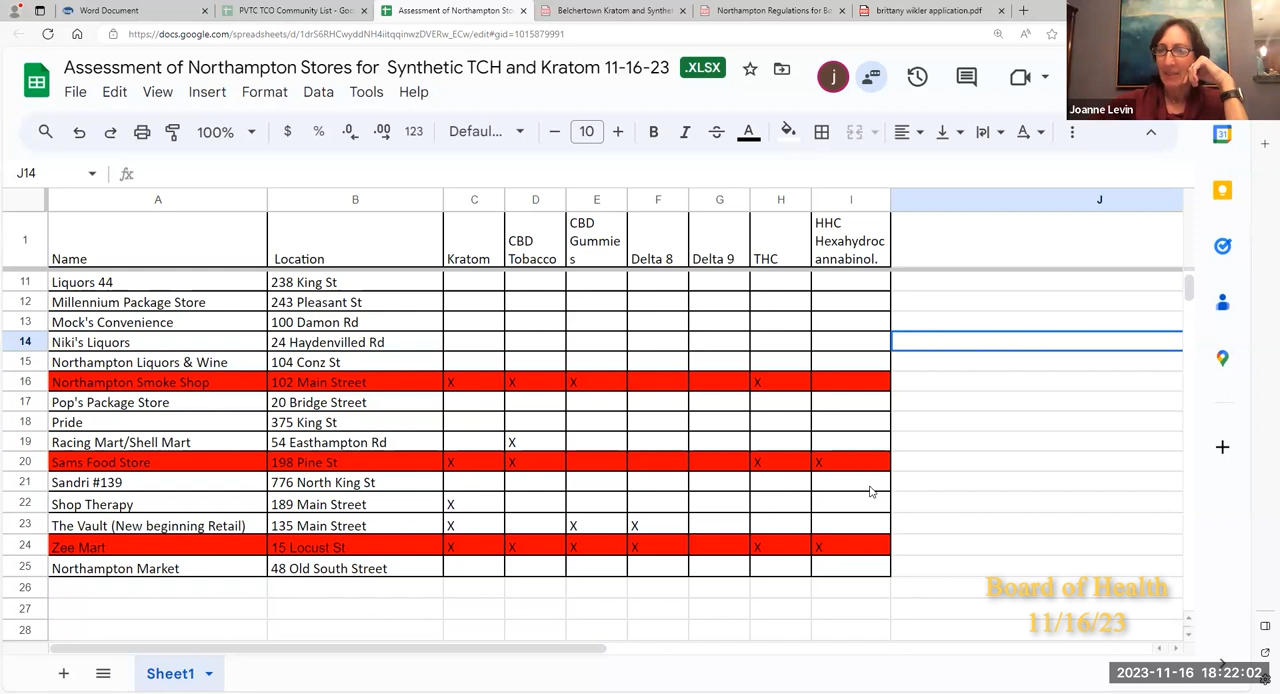 Word Document
PVTC TCO Community List - Goo
Assessment of Northampton Sto
Belchertown Kratom and Synthet
Northampton Regulations for Bo
brittany wikler application.pdf
https://docs.google.com/spreadsheets/d/1drS6RHCwyddNH4iitqqinwzDVERw_ECw/edit#gid=1015879991
Assessment of Northampton Stores for Synthetic TCH and Kratom 11-16-23 .XLSX
j
File Edit View Insert Format Data Tools Help
Joanne Levin
100% $ % .0 .00 123 Defaul... 10 B I A
31
J14 fx
A B C D E F G H I J
1 Name Location Kratom CBD Tobacco CBD Gummies Delta 8 Delta 9 THC HHC Hexahydrocannabinol.
11 Liquors 44 238 King St
12 Millennium Package Store 243 Pleasant St
13 Mock's Convenience 100 Damon Rd
14 Niki's Liquors 24 Haydenvilled Rd
15 Northampton Liquors & Wine 104 Conz St
16 Northampton Smoke Shop 102 Main Street X X X X
17 Pop's Package Store 20 Bridge Street
18 Pride 375 King St
19 Racing Mart/Shell Mart 54 Easthampton Rd X
20 Sams Food Store 198 Pine St X X X X
21 Sandri #139 776 North King St
22 Shop Therapy 189 Main Street X
23 The Vault (New beginning Retail) 135 Main Street X X X
24 Zee Mart 15 Locust St X X X X X X
25 Northampton Market 48 Old South Street
26
27
28
Board of Health
11/16/23
Sheet1
2023-11-16 18:22:02